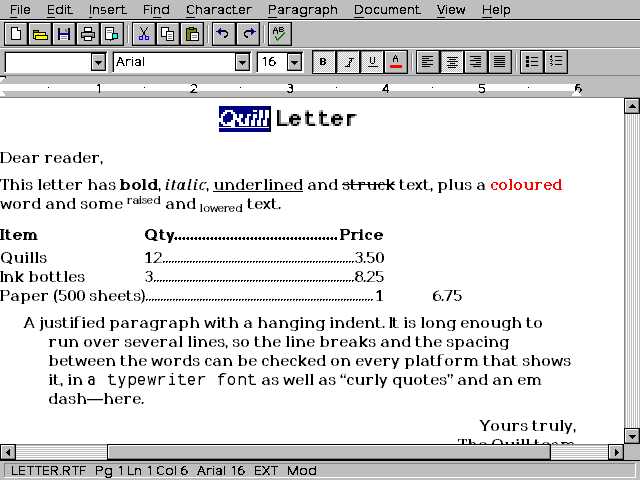 File Edit Insert Find Character Paragraph Document View Help
Arial 16 B I U A
1 2 3 4 5 6
Quill Letter
Dear reader,
This letter has bold, italic, underlined and struck text, plus a coloured
word and some raised and lowered text.
Item Qty..........................................Price
Quills 12..................................................3.50
Ink bottles 3.....................................................8.25
Paper (500 sheets)............................................................1 6.75
A justified paragraph with a hanging indent. It is long enough to
run over several lines, so the line breaks and the spacing
between the words can be checked on every platform that shows
it, in a typewriter font as well as “curly quotes” and an em
dash—here.
Yours truly,
The Quill team
LETTER.RTF Pg 1 Ln 1 Col 6 Arial 16 EXT Mod